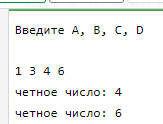 Введите A, B, C, D
1 3 4 6
четное число: 4
четное число: 6